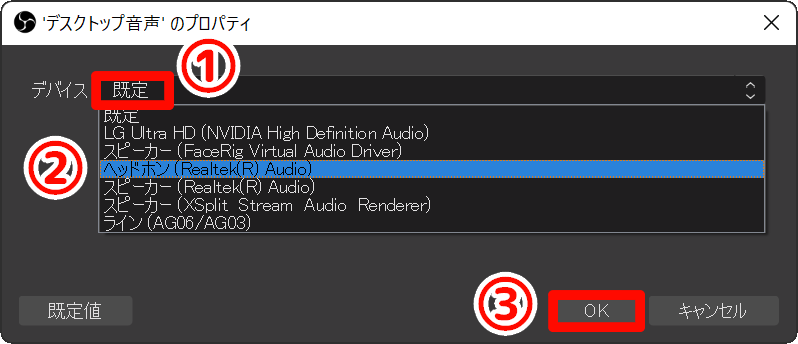 'デスクトップ音声' のプロパティ
①
デバイス 既定
既定
LG Ultra HD (NVIDIA High Definition Audio)
スピーカー (FaceRig Virtual Audio Driver)
②
ヘッドホン (Realtek(R) Audio)
スピーカー (Realtek(R) Audio)
スピーカー (XSplit Stream Audio Renderer)
ライン (AG06/AG03)
既定値 ③ OK キャンセル